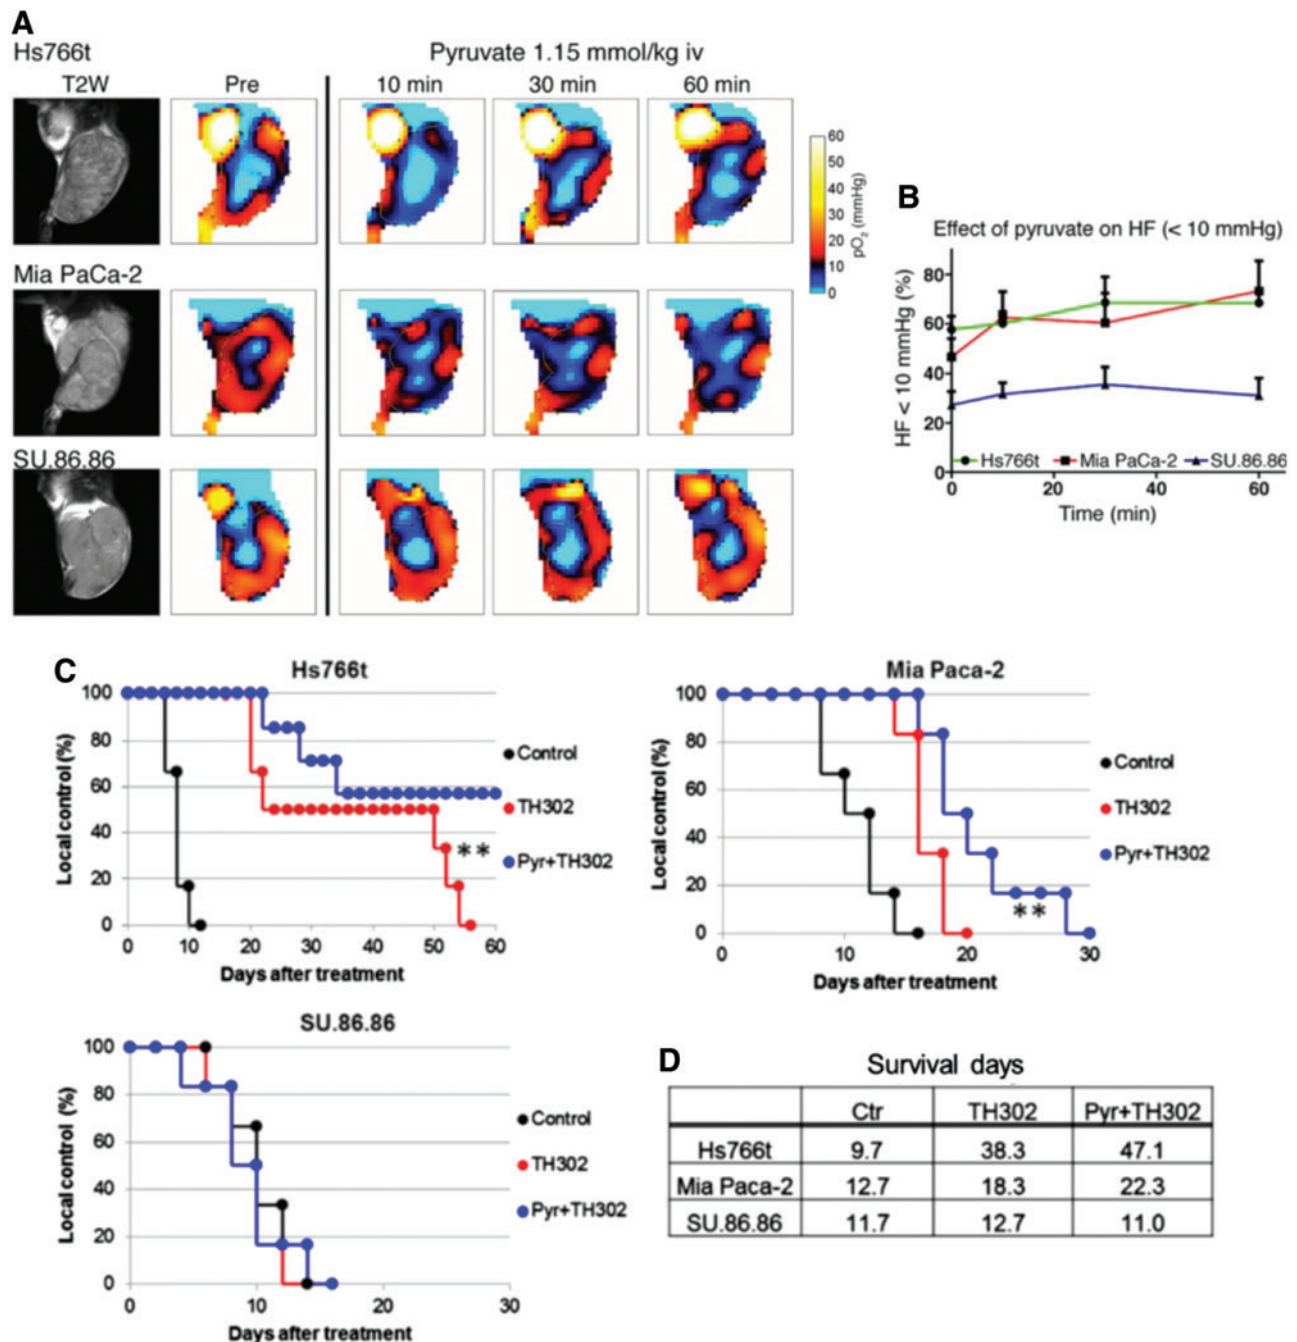 A
Hs766t
Pyruvate 1.15 mmol/kg iv
T2W
Pre
10 min
30 min
60 min
60
50
40
30
20
10
0
pO2 (mmHg)
Mia PaCa-2
SU.86.86
B
Effect of pyruvate on HF (< 10 mmHg)
HF < 10 mmHg (%)
80
60
40
20
0
Hs766t Mia PaCa-2 SU.86.86
0 20 40 60
Time (min)
C
Hs766t
Local control (%)
100
80
60
40
20
0
0 10 20 30 40 50 60
Days after treatment
Control
TH302
Pyr+TH302
**
Mia Paca-2
Local control (%)
100
80
60
40
20
0
0 10 20 30
Days after treatment
Control
TH302
Pyr+TH302
**
SU.86.86
Local control (%)
100
80
60
40
20
0
0 10 20 30
Days after treatment
Control
TH302
Pyr+TH302
D
Survival days
Ctr TH302 Pyr+TH302
Hs766t 9.7 38.3 47.1
Mia Paca-2 12.7 18.3 22.3
SU.86.86 11.7 12.7 11.0